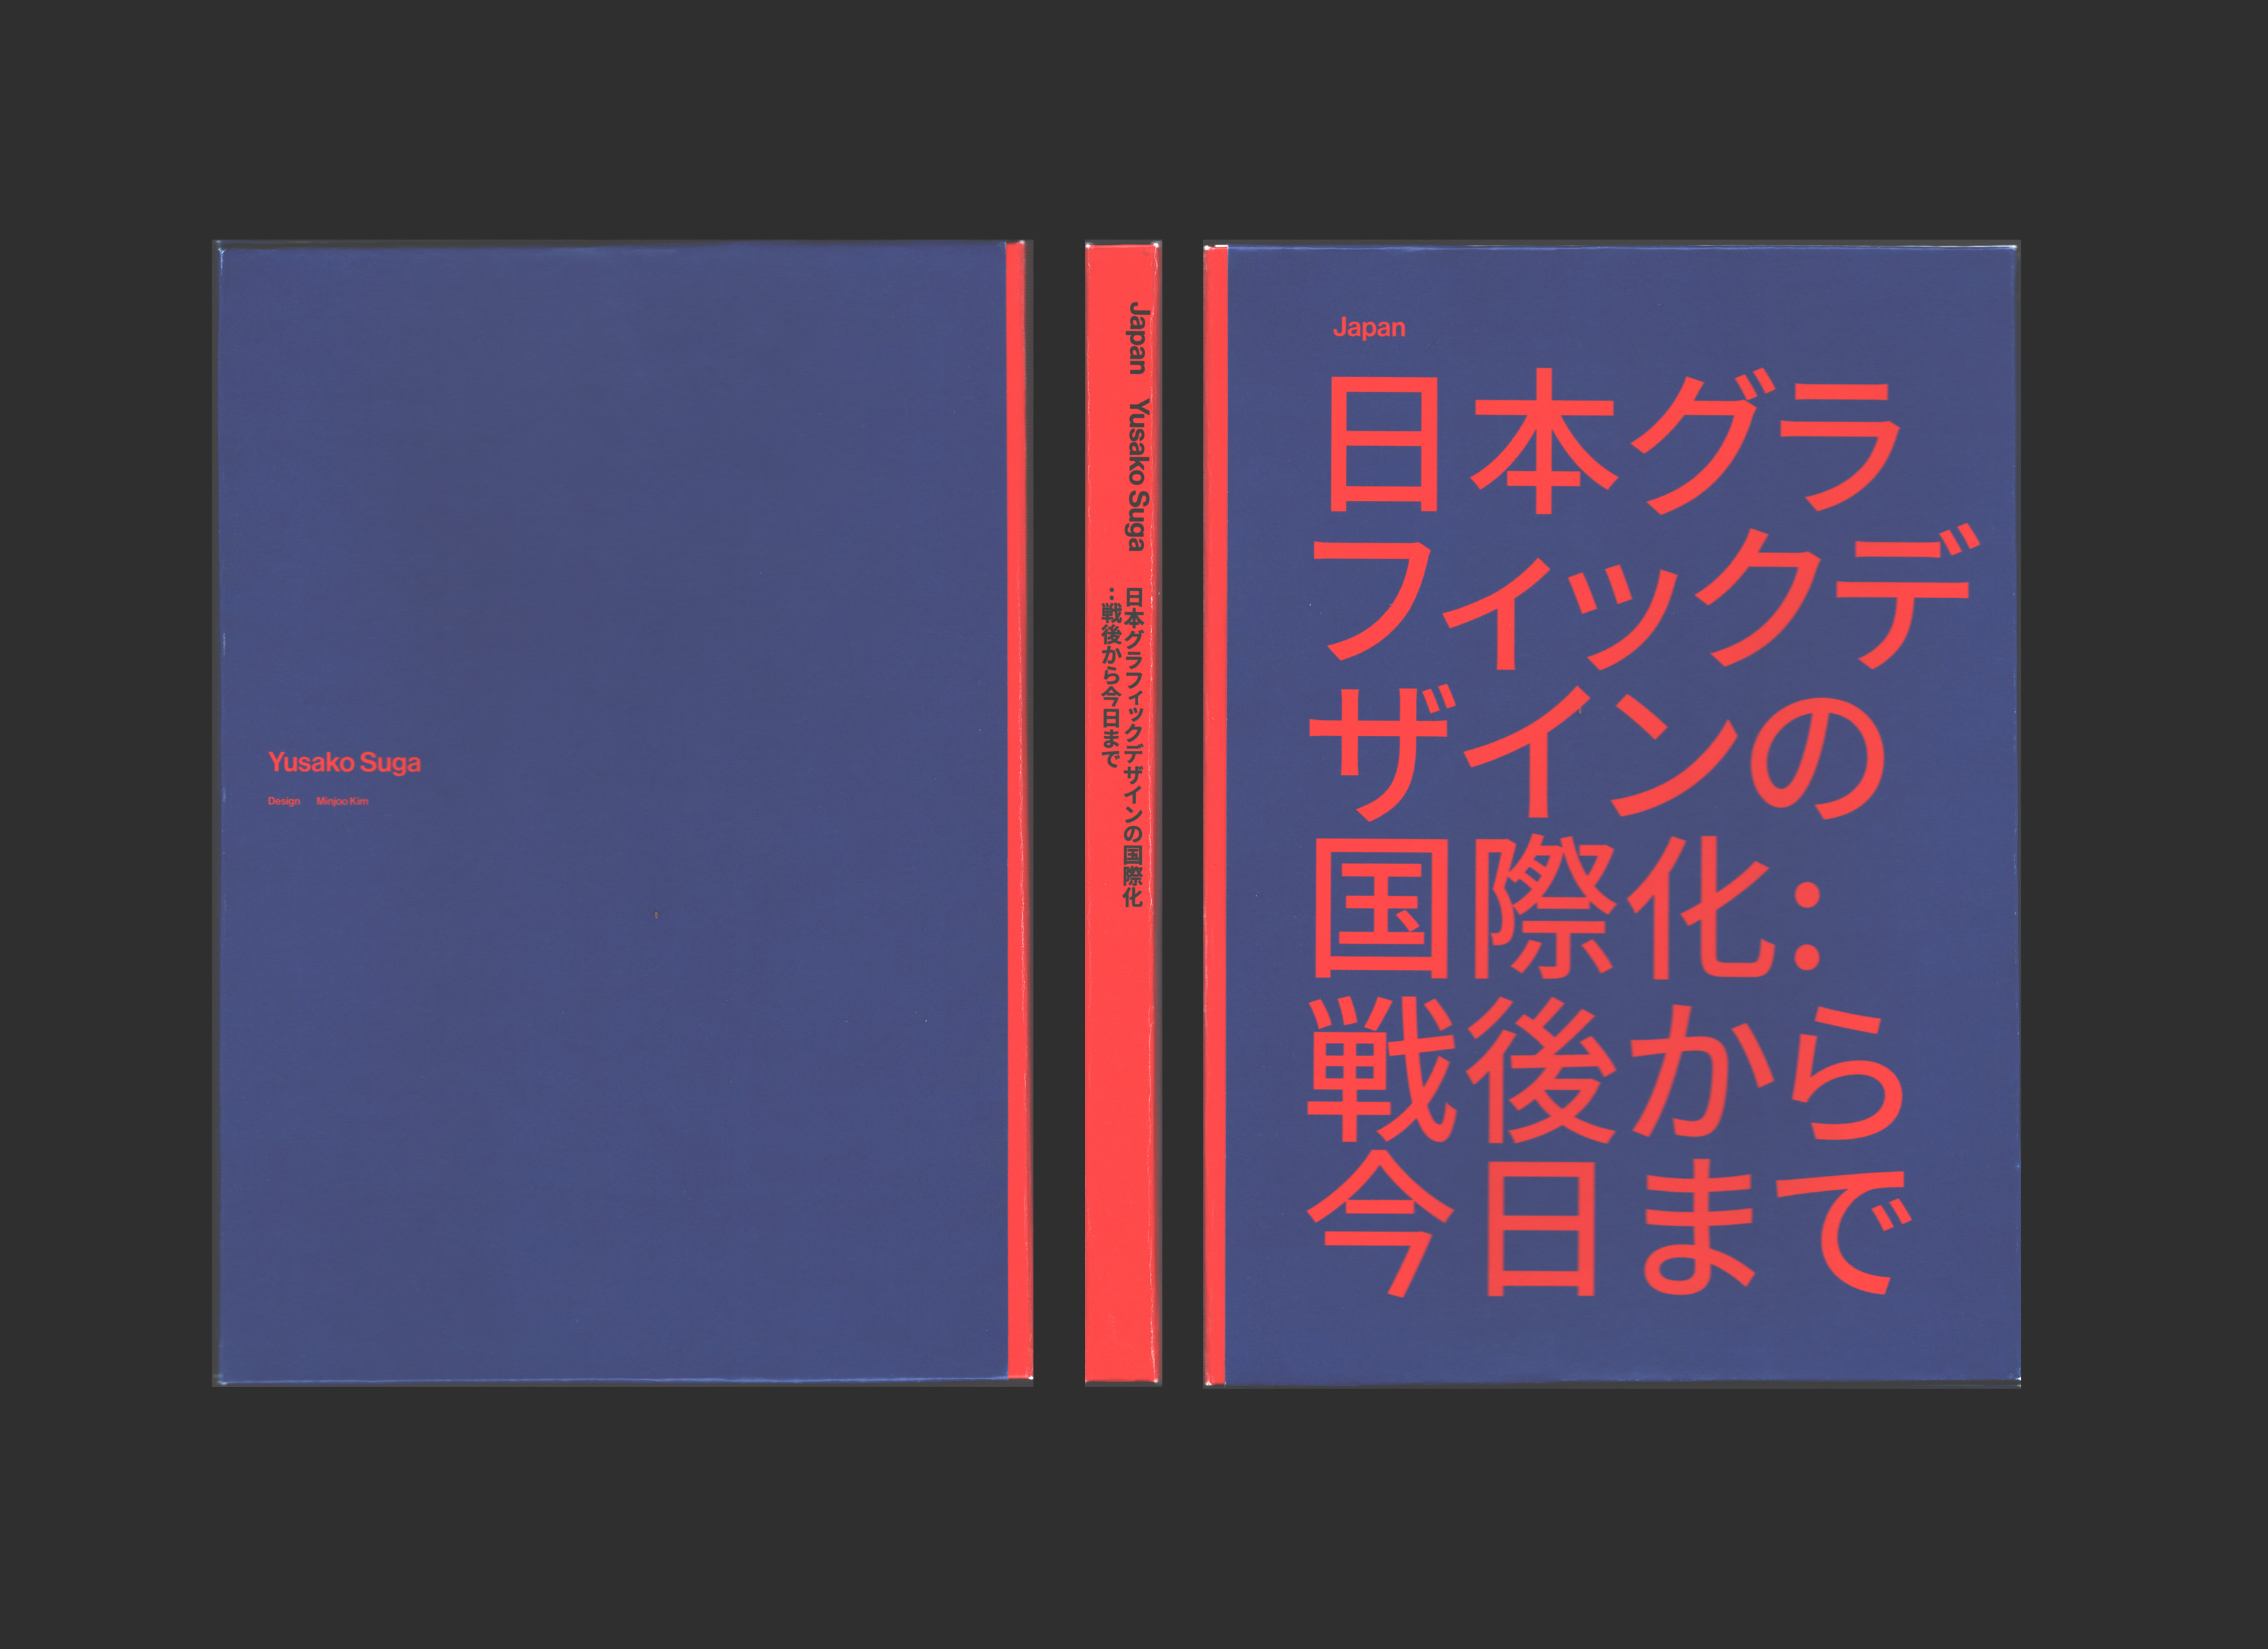 Yusako Suga
Design Minjoo Kim
Japan Yusako Suga 日本グラフィックデザインの国際化
:戦後から今日まで
Japan
日本グラ
フィックデ
ザインの
国際化:
戦後から
今日まで